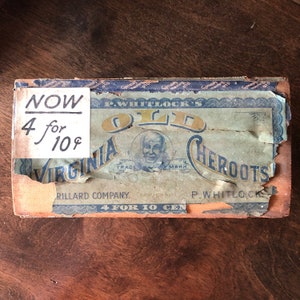 NOW
4 for
10¢
P. WHITLOCK'S
OLD
VIRGINIA CHEROOTS
TRADE MARK
RILLARD COMPANY. P. WHITLOCK
4 FOR 10 CEN